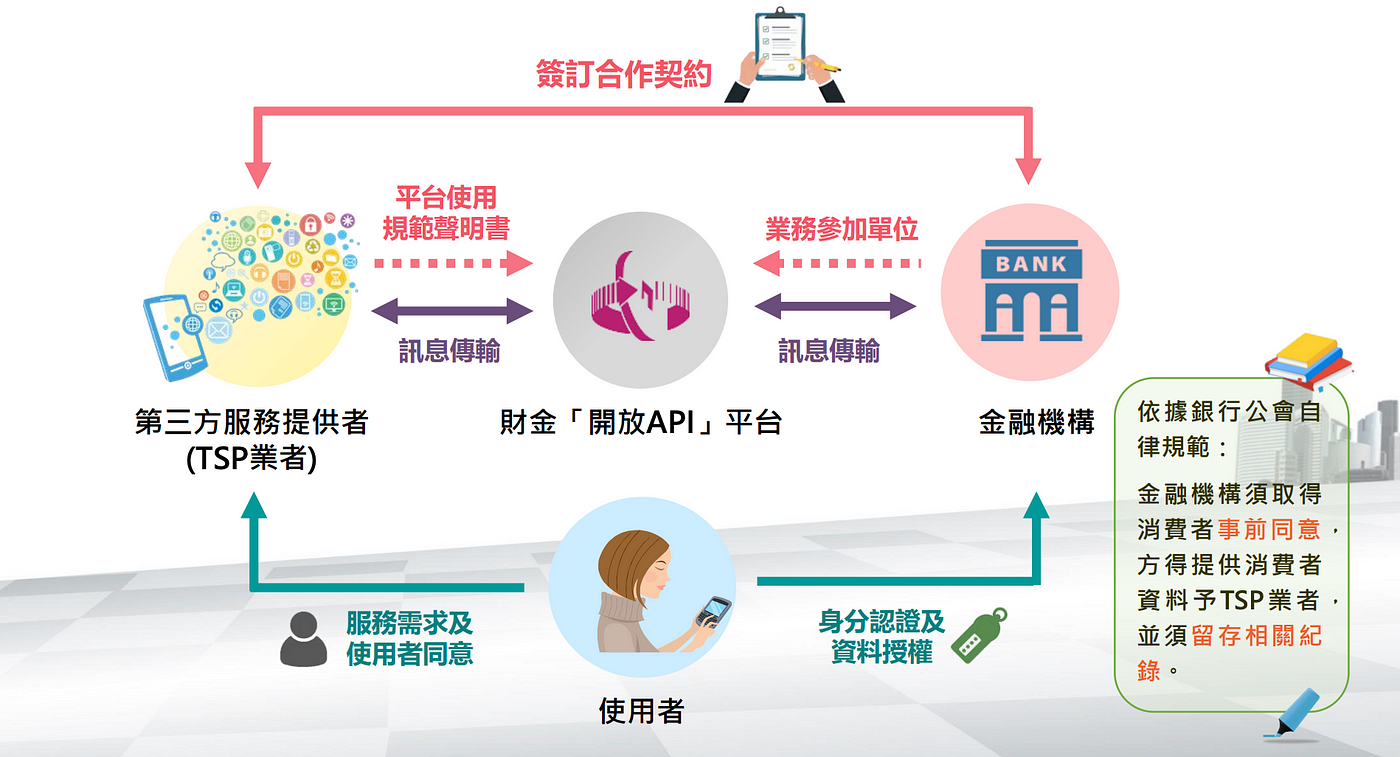 簽訂合作契約
平台使用
規範聲明書
業務參加單位
BANK
訊息傳輸
訊息傳輸
第三方服務提供者
(TSP業者)
財金「開放API」平台
金融機構
依據銀行公會自
律規範：
金融機構須取得
消費者事前同意，
方得提供消費者
資料予TSP業者，
並須留存相關紀
錄。
服務需求及
使用者同意
身分認證及
資料授權
使用者